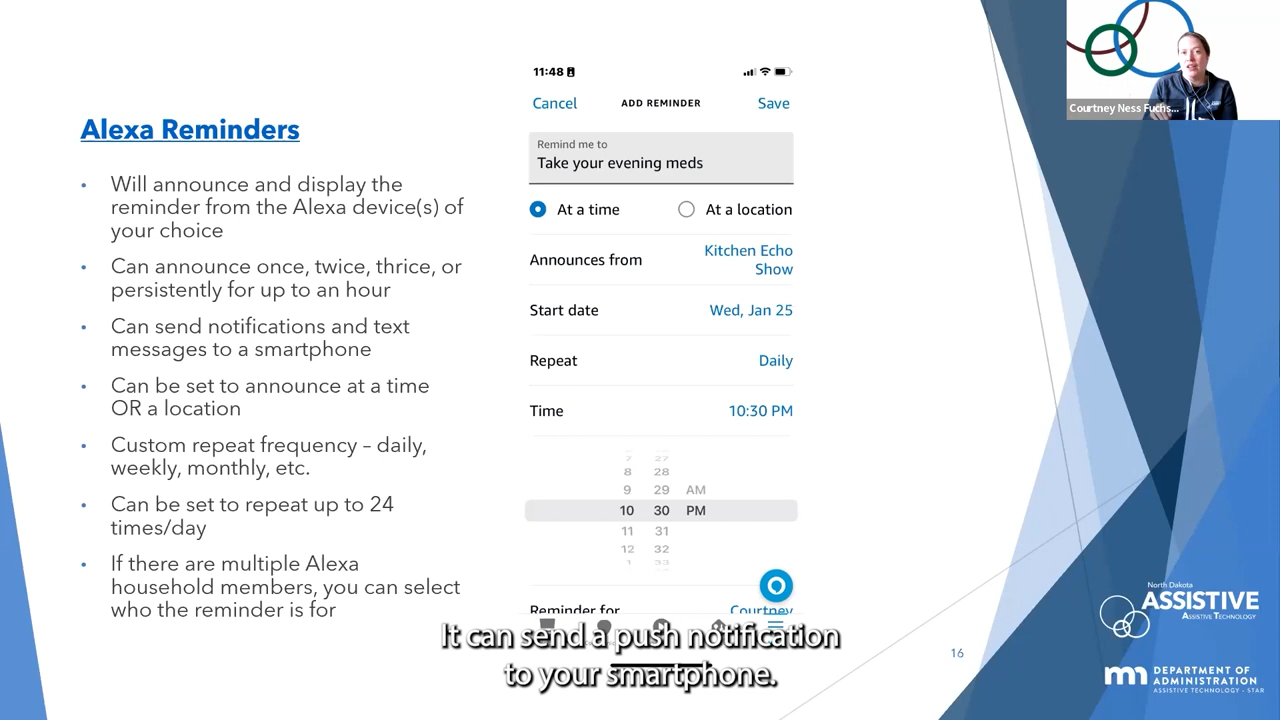 Alexa Reminders
• Will announce and display the
reminder from the Alexa device(s) of
your choice
• Can announce once, twice, thrice, or
persistently for up to an hour
• Can send notifications and text
messages to a smartphone
• Can be set to announce at a time
OR a location
• Custom repeat frequency – daily,
weekly, monthly, etc.
• Can be set to repeat up to 24
times/day
• If there are multiple Alexa
household members, you can select
who the reminder is for
11:48
Cancel ADD REMINDER Save
Remind me to
Take your evening meds
At a time At a location
Announces from Kitchen Echo
Show
Start date Wed, Jan 25
Repeat Daily
Time 10:30 PM
7 27
8 28
9 29 AM
10 30 PM
11 31
12 32
1 33
Reminder for Courtney
It can send a push notification
to your smartphone.
Courtney Ness Fuchs...
16
North Dakota
ASSISTIVE
ASSISTIVE TECHNOLOGY
DEPARTMENT OF
ADMINISTRATION
ASSISTIVE TECHNOLOGY - STAR